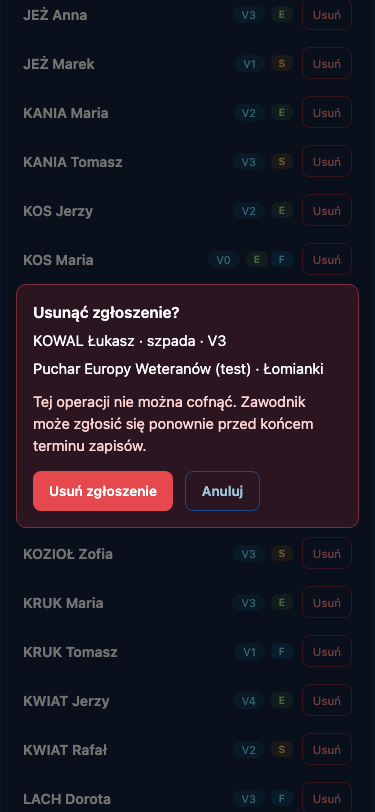 JEŻ Anna V3 E Usuń
JEŻ Marek V1 S Usuń
KANIA Maria V2 E Usuń
KANIA Tomasz V3 S Usuń
KOS Jerzy V2 E Usuń
KOS Maria V0 E F Usuń
Usunąć zgłoszenie?
KOWAL Łukasz · szpada · V3
Puchar Europy Weteranów (test) · Łomianki
Tej operacji nie można cofnąć. Zawodnik
może zgłosić się ponownie przed końcem
terminu zapisów.
Usuń zgłoszenie Anuluj
KOZIOŁ Zofia V3 S Usuń
KRUK Maria V3 E Usuń
KRUK Tomasz V1 F Usuń
KWIAT Jerzy V4 E Usuń
KWIAT Rafał V2 S Usuń
LACH Dorota V3 F Usuń